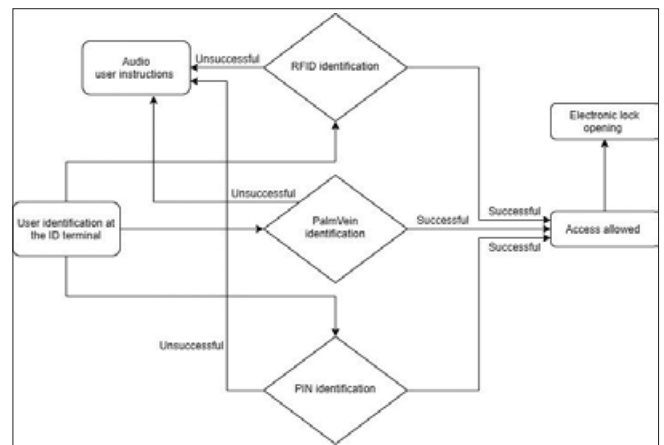 Audio
user instructions
Unsuccessful
RFID identification
Electronic lock
opening
Unsuccessful
User identification at
the ID terminal
PalmVein
identification
Successful
Successful
Access allowed
Successful
Unsuccessful
PIN identification